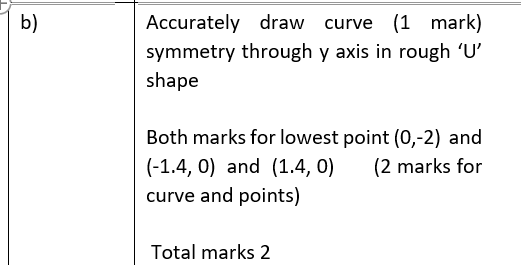 b)
Accurately draw curve (1 mark)
symmetry through y axis in rough ‘U’
shape
Both marks for lowest point (0,-2) and
(-1.4, 0) and (1.4, 0) (2 marks for
curve and points)
Total marks 2